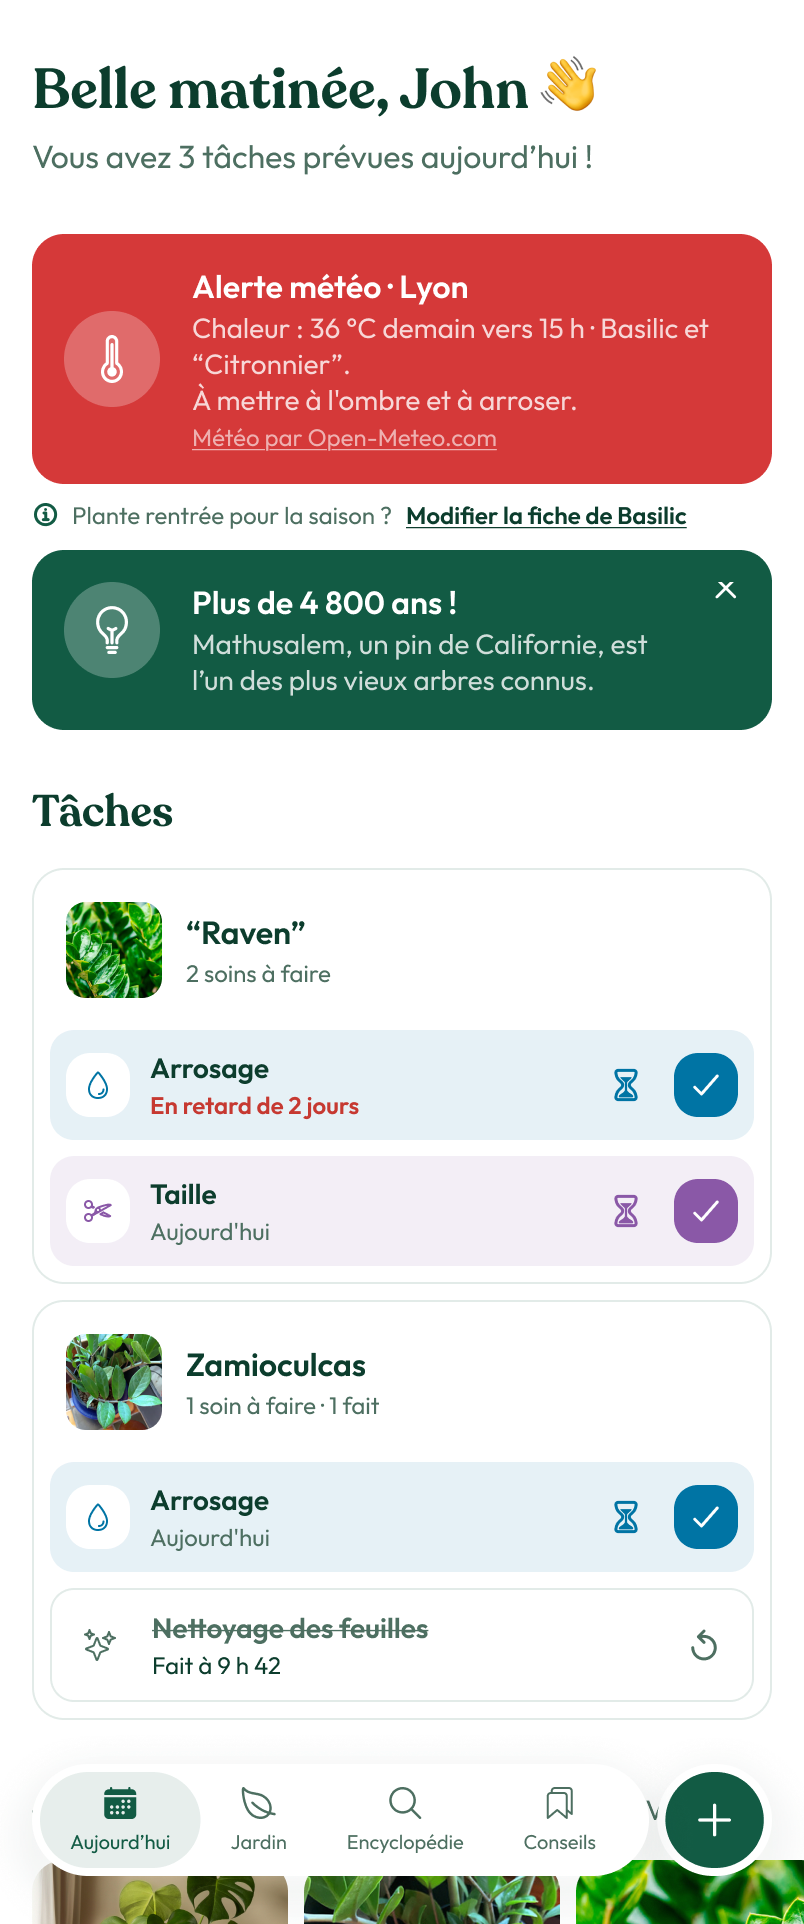 Belle matinée, John 👋
Vous avez 3 tâches prévues aujourd’hui !
Alerte météo · Lyon
Chaleur : 36 °C demain vers 15 h · Basilic et
“Citronnier”.
À mettre à l'ombre et à arroser.
Météo par Open-Meteo.com
Plante rentrée pour la saison ? Modifier la fiche de Basilic
Plus de 4 800 ans !
Mathusalem, un pin de Californie, est
l’un des plus vieux arbres connus.
Tâches
“Raven”
2 soins à faire
Arrosage
En retard de 2 jours
Taille
Aujourd'hui
Zamioculcas
1 soin à faire · 1 fait
Arrosage
Aujourd'hui
Nettoyage des feuilles
Fait à 9 h 42
Aujourd’hui
Jardin
Encyclopédie
Conseils